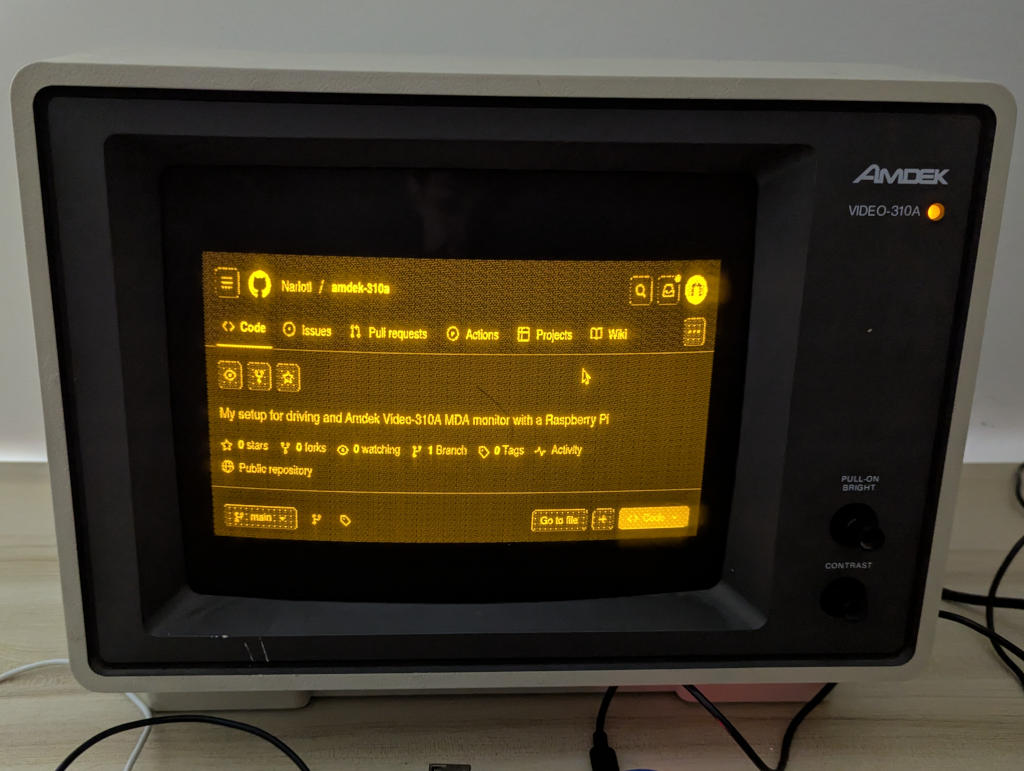 AMDEK
VIDEO-310A
Narloti / amdek-310a
Code Issues Pull requests Actions Projects Wiki
My setup for driving and Amdek Video-310A MDA monitor with a Raspberry Pi
0 stars 0 forks 0 watching 1 Branch 0 Tags Activity
Public repository
main Go to file Code
PULL-ON
BRIGHT
CONTRAST